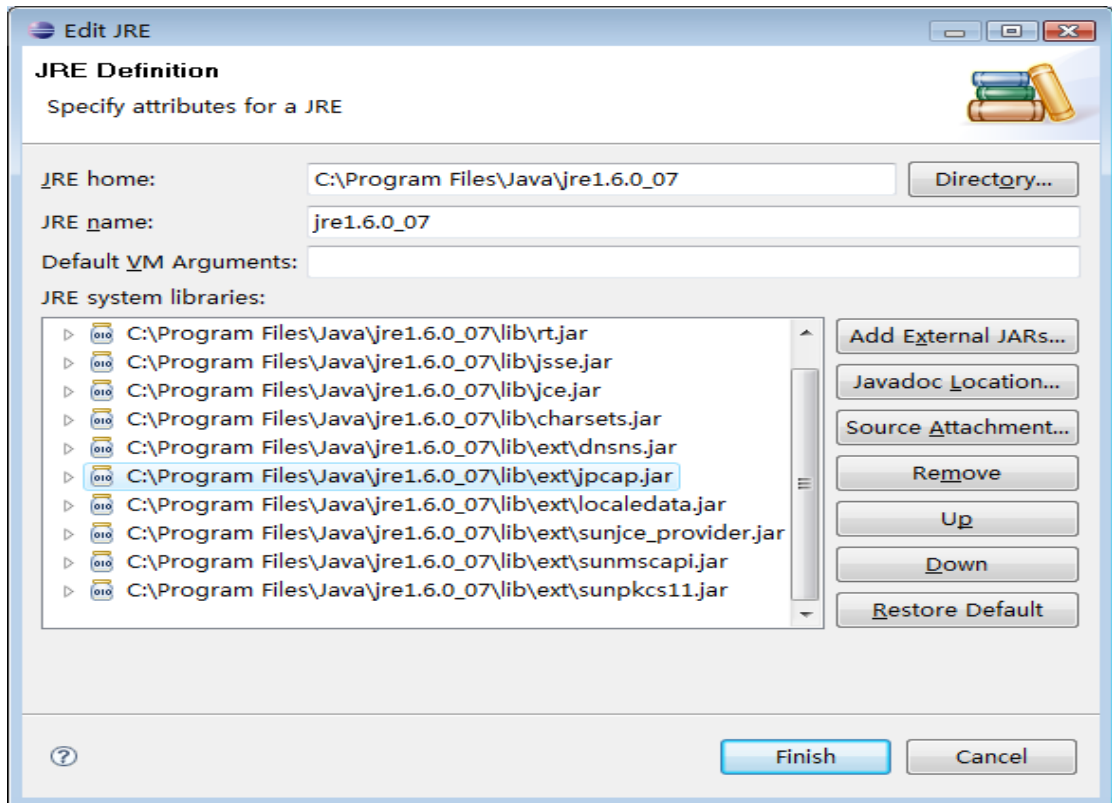 Edit JRE
JRE Definition
Specify attributes for a JRE
JRE home:
C:\Program Files\Java\jre1.6.0_07
Directory...
JRE name:
jre1.6.0_07
Default VM Arguments:
JRE system libraries:
C:\Program Files\Java\jre1.6.0_07\lib\rt.jar
C:\Program Files\Java\jre1.6.0_07\lib\jsse.jar
C:\Program Files\Java\jre1.6.0_07\lib\jce.jar
C:\Program Files\Java\jre1.6.0_07\lib\charsets.jar
C:\Program Files\Java\jre1.6.0_07\lib\ext\dnsns.jar
C:\Program Files\Java\jre1.6.0_07\lib\ext\jpcap.jar
C:\Program Files\Java\jre1.6.0_07\lib\ext\localedata.jar
C:\Program Files\Java\jre1.6.0_07\lib\ext\sunjce_provider.jar
C:\Program Files\Java\jre1.6.0_07\lib\ext\sunmscapi.jar
C:\Program Files\Java\jre1.6.0_07\lib\ext\sunpkcs11.jar
Add External JARs...
Javadoc Location...
Source Attachment...
Remove
Up
Down
Restore Default
?
Finish
Cancel